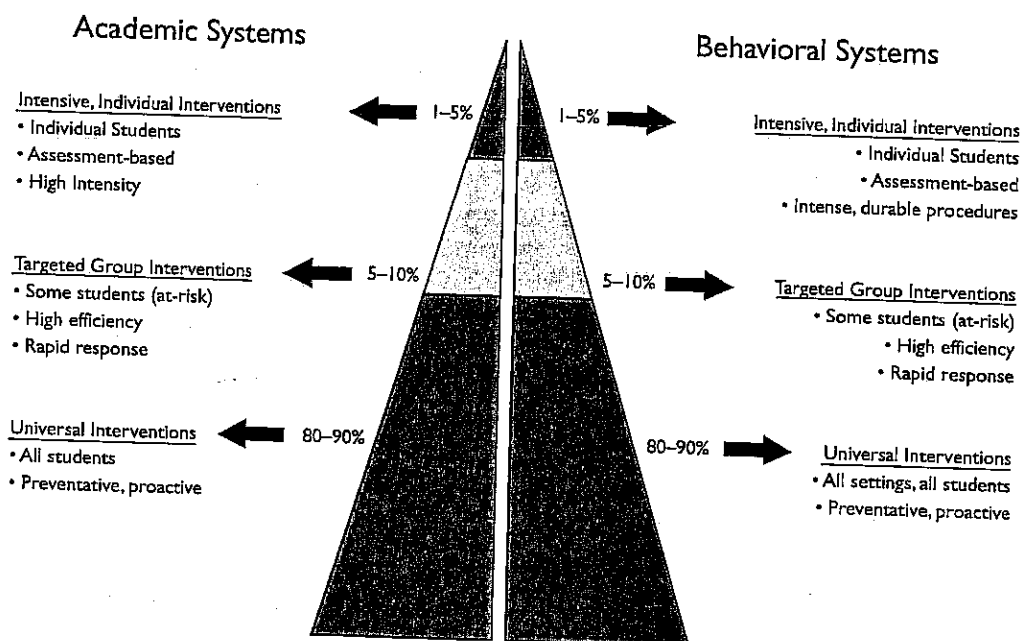 Academic Systems
Intensive, Individual Interventions
• Individual Students
• Assessment-based
• High Intensity
1–5%
Targeted Group Interventions
• Some students (at-risk)
• High efficiency
• Rapid response
5–10%
Universal Interventions
• All students
• Preventative, proactive
80–90%
Behavioral Systems
1–5%
Intensive, Individual Interventions
• Individual Students
• Assessment-based
• Intense, durable procedures
5–10%
Targeted Group Interventions
• Some students (at-risk)
• High efficiency
• Rapid response
80–90%
Universal Interventions
• All settings, all students
• Preventative, proactive